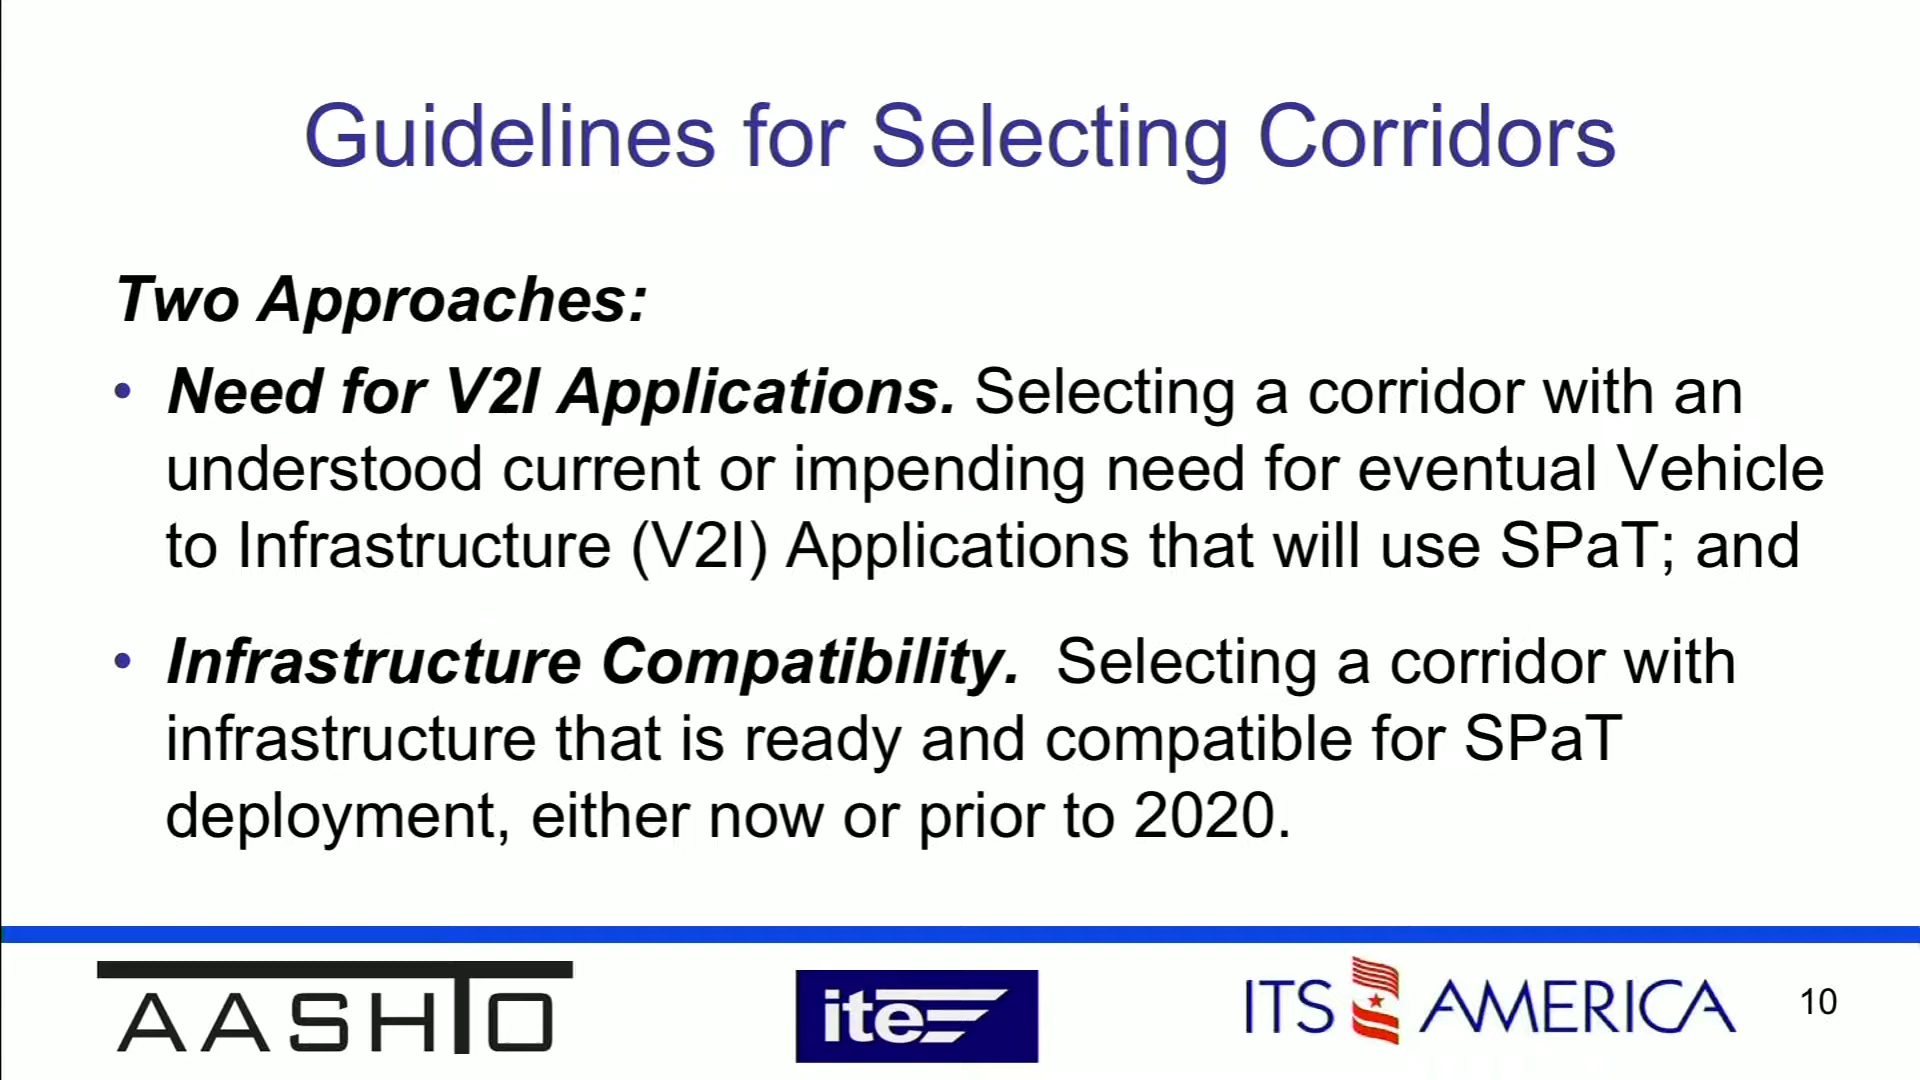 Guidelines for Selecting Corridors
Two Approaches:
• Need for V2I Applications. Selecting a corridor with an
understood current or impending need for eventual Vehicle
to Infrastructure (V2I) Applications that will use SPaT; and
• Infrastructure Compatibility. Selecting a corridor with
infrastructure that is ready and compatible for SPaT
deployment, either now or prior to 2020.
AASHTO
ite
ITS AMERICA
10